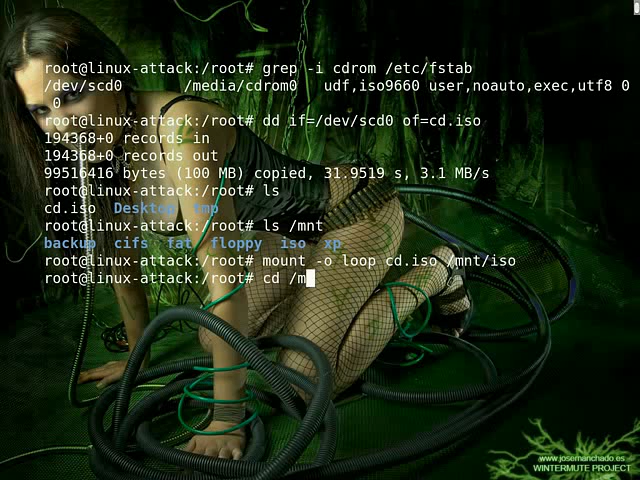 root@linux-attack:/root# grep -i cdrom /etc/fstab
/dev/scd0       /media/cdrom0   udf,iso9660 user,noauto,exec,utf8 0
 0
root@linux-attack:/root# dd if=/dev/scd0 of=cd.iso
194368+0 records in
194368+0 records out
99516416 bytes (100 MB) copied, 31.9519 s, 3.1 MB/s
root@linux-attack:/root# ls
cd.iso  Desktop  tmp
root@linux-attack:/root# ls /mnt
backup  cifs  fat  floppy  iso  xp
root@linux-attack:/root# mount -o loop cd.iso /mnt/iso
root@linux-attack:/root# cd /m
www.josemanchado.es
WINTERMUTE PROJECT